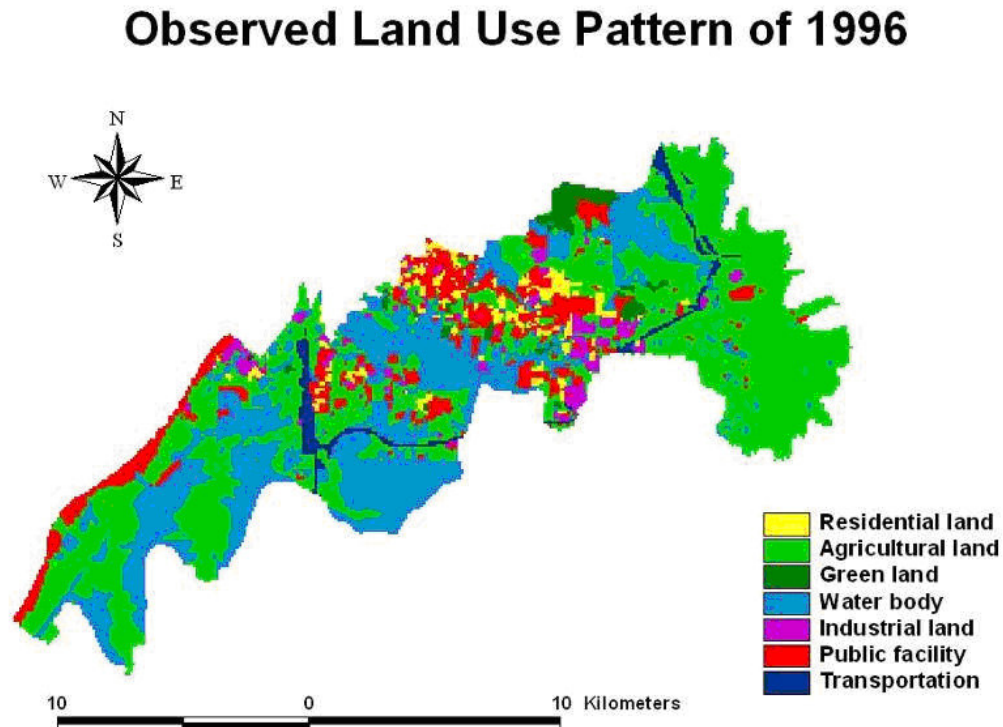 Observed Land Use Pattern of 1996
N
W E
S
Residential land
Agricultural land
Green land
Water body
Industrial land
Public facility
Transportation
10 0 10 Kilometers